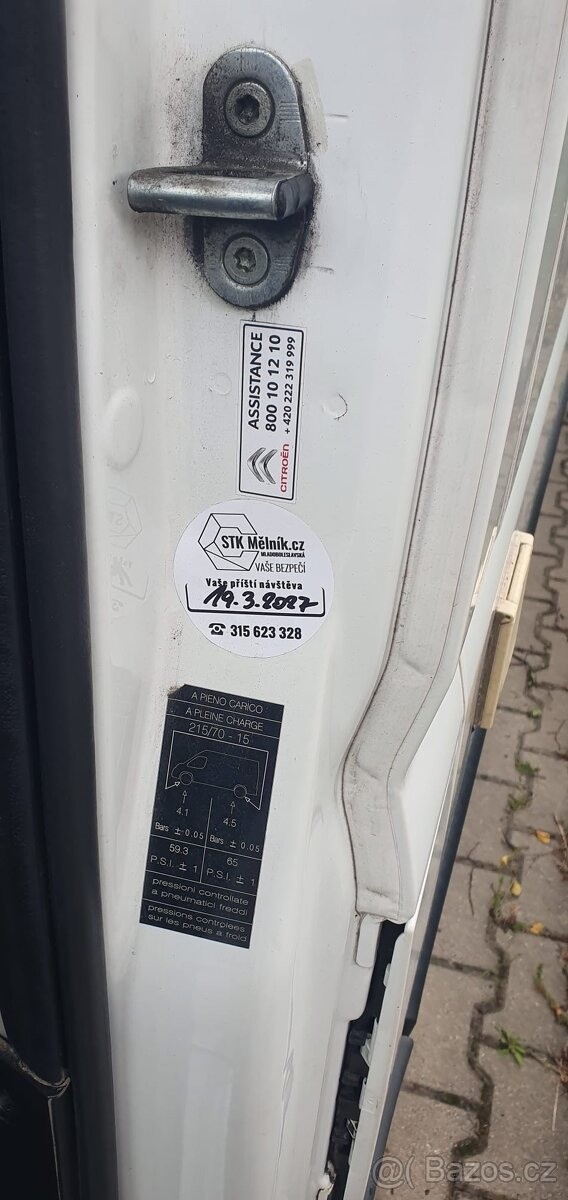 ASSISTANCE
800 10 12 10
+ 420 222 319 999
CITROËN
STK Mělník.cz
MLADOBOLESLAVSKÁ
VAŠE BEZPEČÍ
Vaše příští návštěva
19.3.2027
☎ 315 623 328
A PIENO CARICO
A PLEINE CHARGE
215/70 - 15
4.1 4.5
Bars ± 0.05 Bars ± 0.05
59.3 65
P.S.I. ± 1 P.S.I. ± 1
pressioni controllate
a pneumatici freddi
pressions controlées
sur les pneus a froid
Bazos.cz